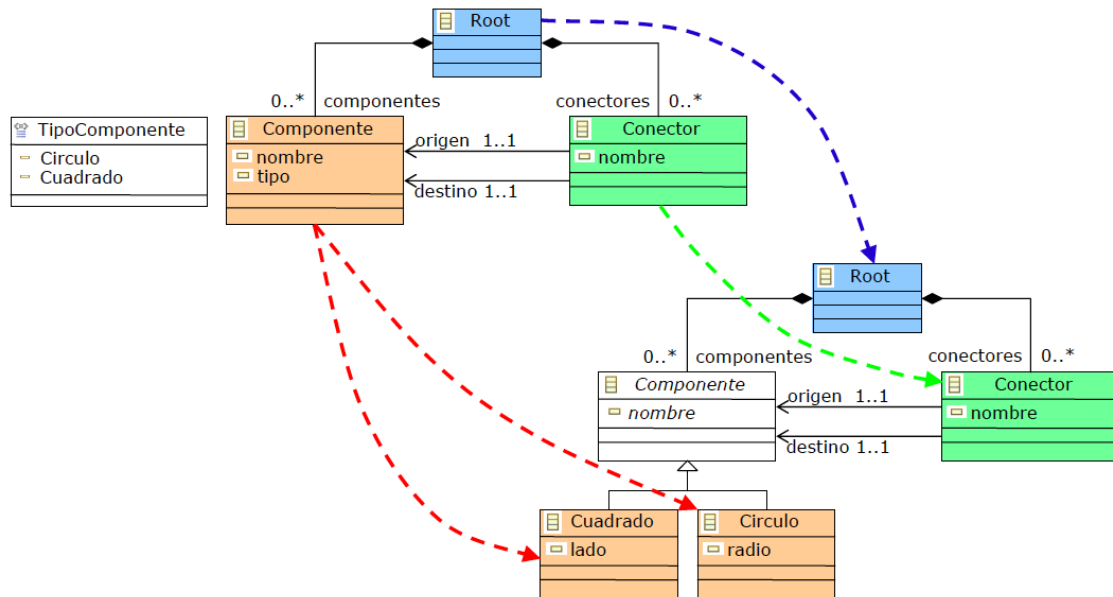 Root
0..* componentes
conectores 0..*
TipoComponente
Circulo
Cuadrado
Componente
nombre
tipo
origen 1..1
destino 1..1
Conector
nombre
Root
0..* componentes
conectores 0..*
Componente
nombre
origen 1..1
destino 1..1
Conector
nombre
Cuadrado
lado
Circulo
radio